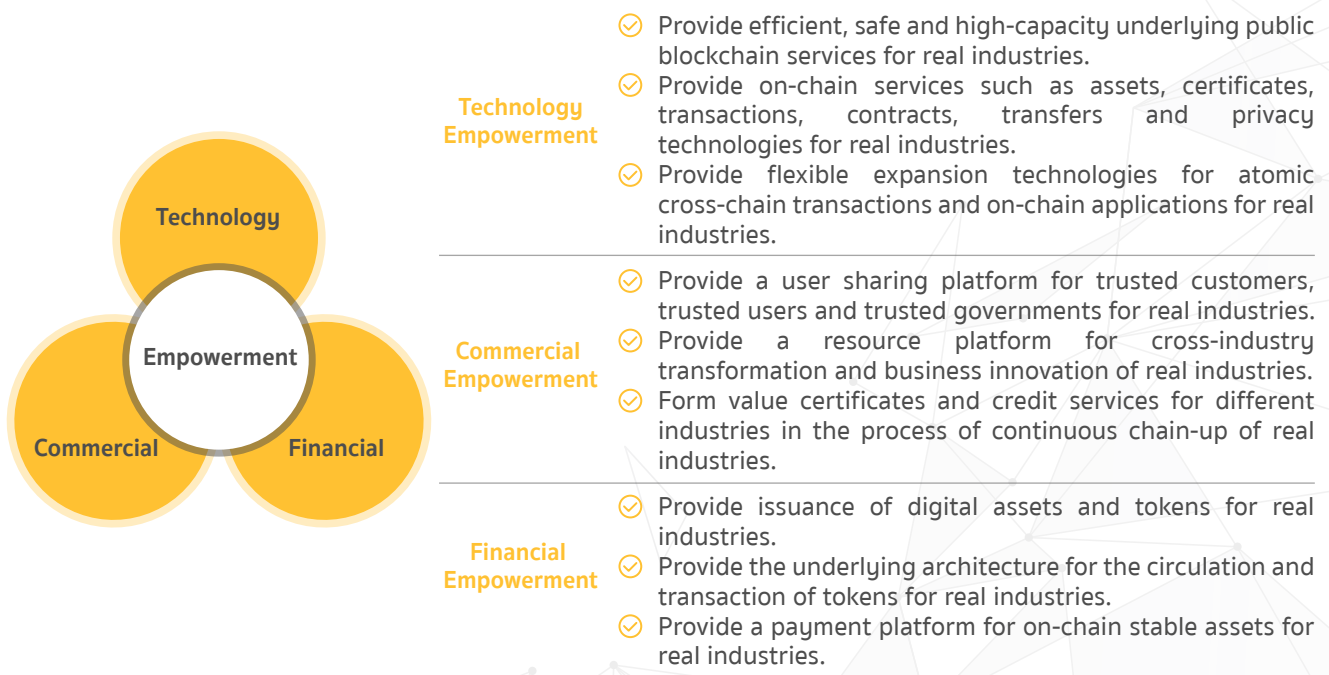 Technology
Empowerment
Commercial
Financial
Technology
Empowerment
Provide efficient, safe and high-capacity underlying public
blockchain services for real industries.
Provide on-chain services such as assets, certificates,
transactions, contracts, transfers and privacy
technologies for real industries.
Provide flexible expansion technologies for atomic
cross-chain transactions and on-chain applications for real
industries.
Commercial
Empowerment
Provide a user sharing platform for trusted customers,
trusted users and trusted governments for real industries.
Provide a resource platform for cross-industry
transformation and business innovation of real industries.
Form value certificates and credit services for different
industries in the process of continuous chain-up of real
industries.
Financial
Empowerment
Provide issuance of digital assets and tokens for real
industries.
Provide the underlying architecture for the circulation and
transaction of tokens for real industries.
Provide a payment platform for on-chain stable assets for
real industries.